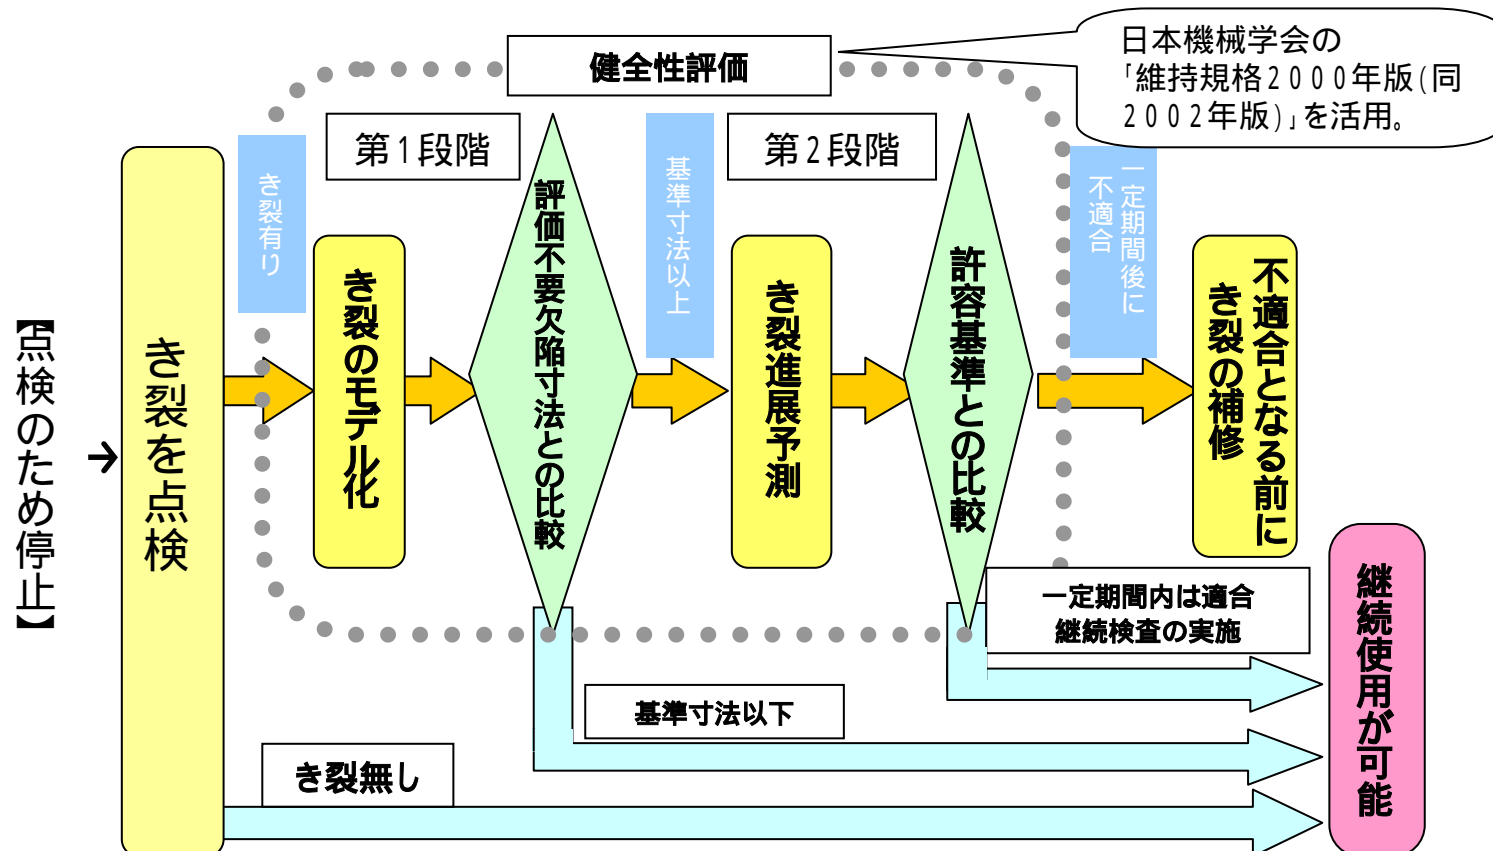 健全性評価
日本機械学会の
「維持規格2000年版(同
2002年版)」を活用。
第1段階
第2段階
【点検のため停止】
→
き裂を点検
き裂有り
き裂のモデル化
評価不要欠陥寸法との比較
基準寸法以上
き裂進展予測
許容基準との比較
一定期間後に
不適合
不適合となる前に
き裂の補修
一定期間内は適合
継続検査の実施
基準寸法以下
き裂無し
継続使用が可能